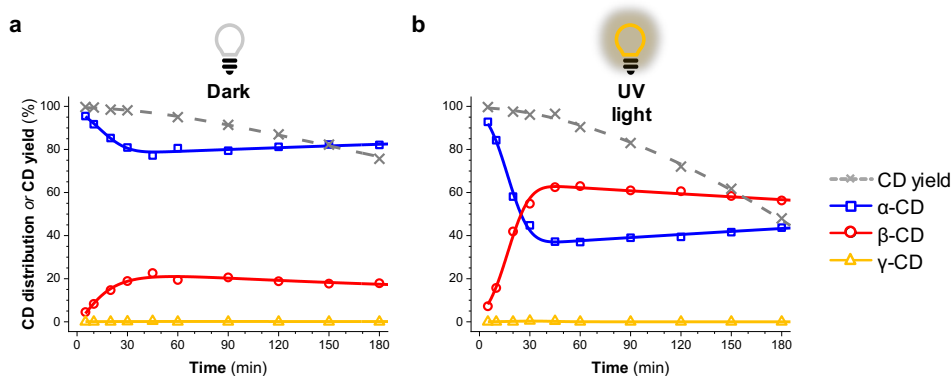 a
Dark
CD distribution or CD yield (%)
100
80
60
40
20
0
0 30 60 90 120 150 180
Time (min)
b
UV
light
100
80
60
40
20
0
0 30 60 90 120 150 180
Time (min)
CD yield
α-CD
β-CD
γ-CD